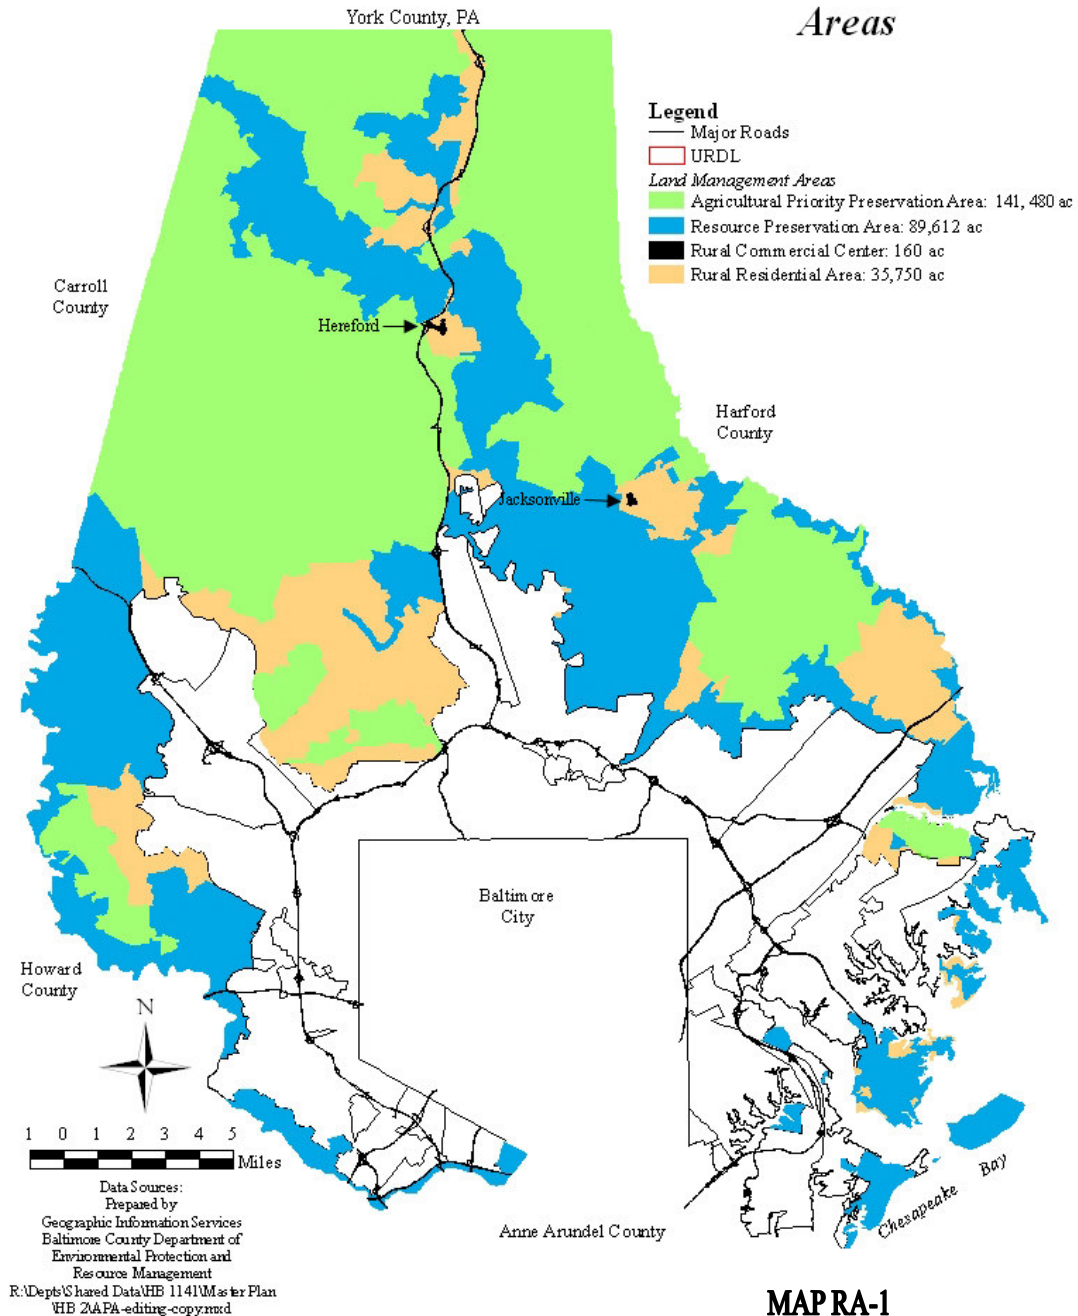 York County, PA
Areas
Legend
Major Roads
URDL
Land Management Areas
Agricultural Priority Preservation Area: 141, 480 ac
Resource Preservation Area: 89,612 ac
Rural Commercial Center: 160 ac
Rural Residential Area: 35,750 ac
Carroll
County
Hereford
Harford
County
Jacksonville
Baltimore
City
Howard
County
N
1 0 1 2 3 4 5
Miles
Data Sources:
Prepared by
Geographic Information Services
Baltimore County Department of
Environmental Protection and
Resource Management
R:\Depts\Shared Data\HB 1141\Master Plan
\HB 2\APA-editing-copy.mxd
Anne Arundel County
Chesapeake Bay
MAP RA-1